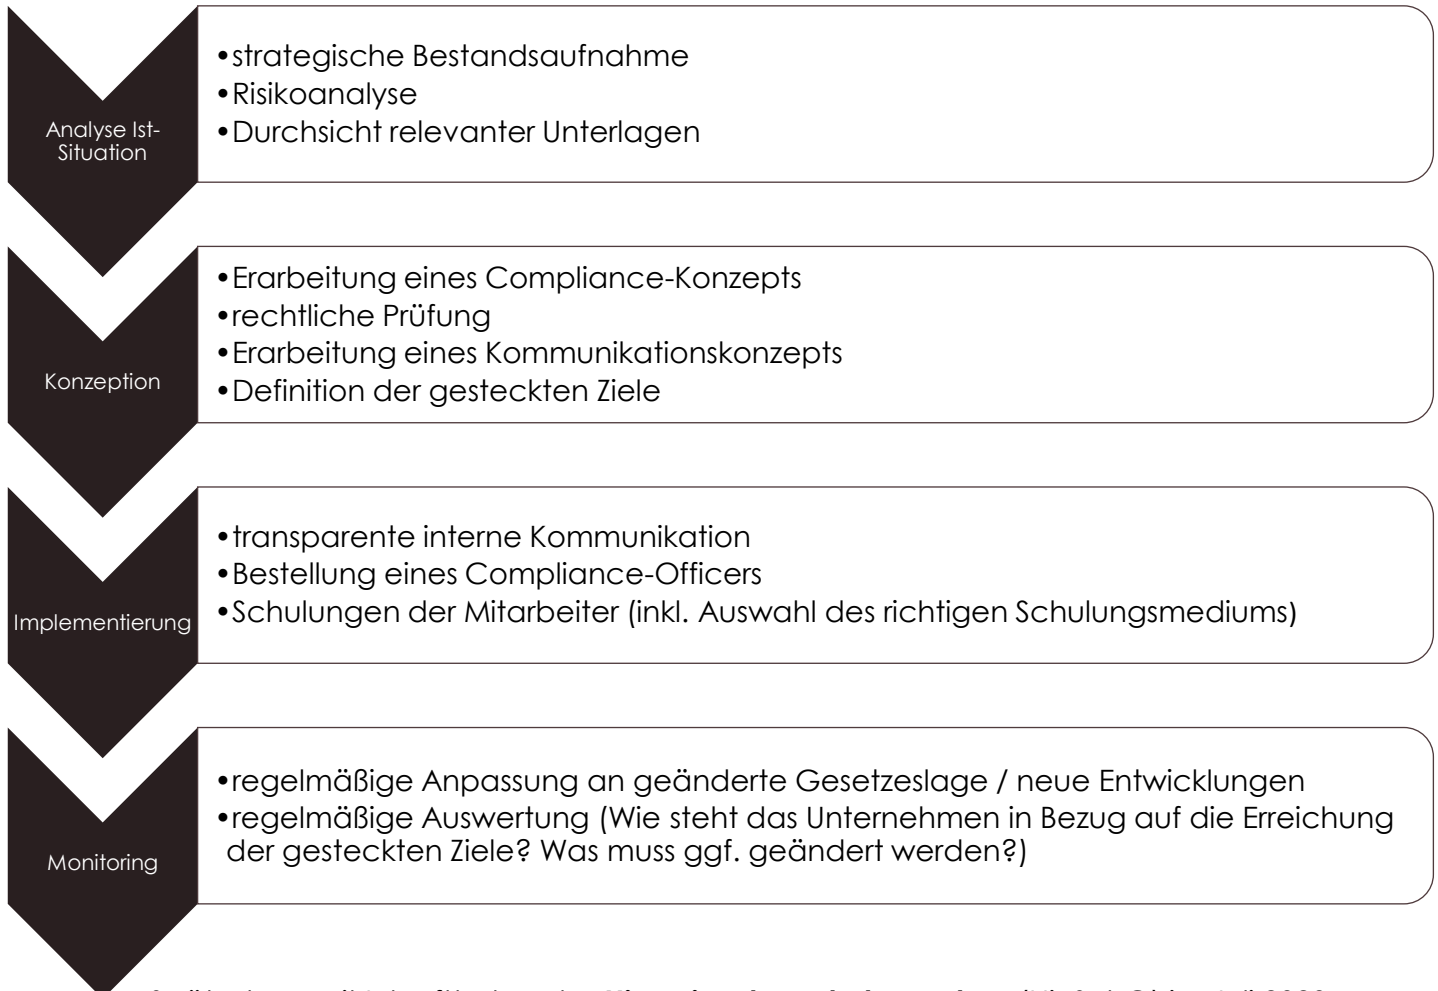 Analyse Ist-
Situation
•strategische Bestandsaufnahme
•Risikoanalyse
•Durchsicht relevanter Unterlagen
Konzeption
•Erarbeitung eines Compliance-Konzepts
•rechtliche Prüfung
•Erarbeitung eines Kommunikationskonzepts
•Definition der gesteckten Ziele
Implementierung
•transparente interne Kommunikation
•Bestellung eines Compliance-Officers
•Schulungen der Mitarbeiter (inkl. Auswahl des richtigen Schulungsmediums)
Monitoring
•regelmäßige Anpassung an geänderte Gesetzeslage / neue Entwicklungen
•regelmäßige Auswertung (Wie steht das Unternehmen in Bezug auf die Erreichung
der gesteckten Ziele? Was muss ggf. geändert werden?)